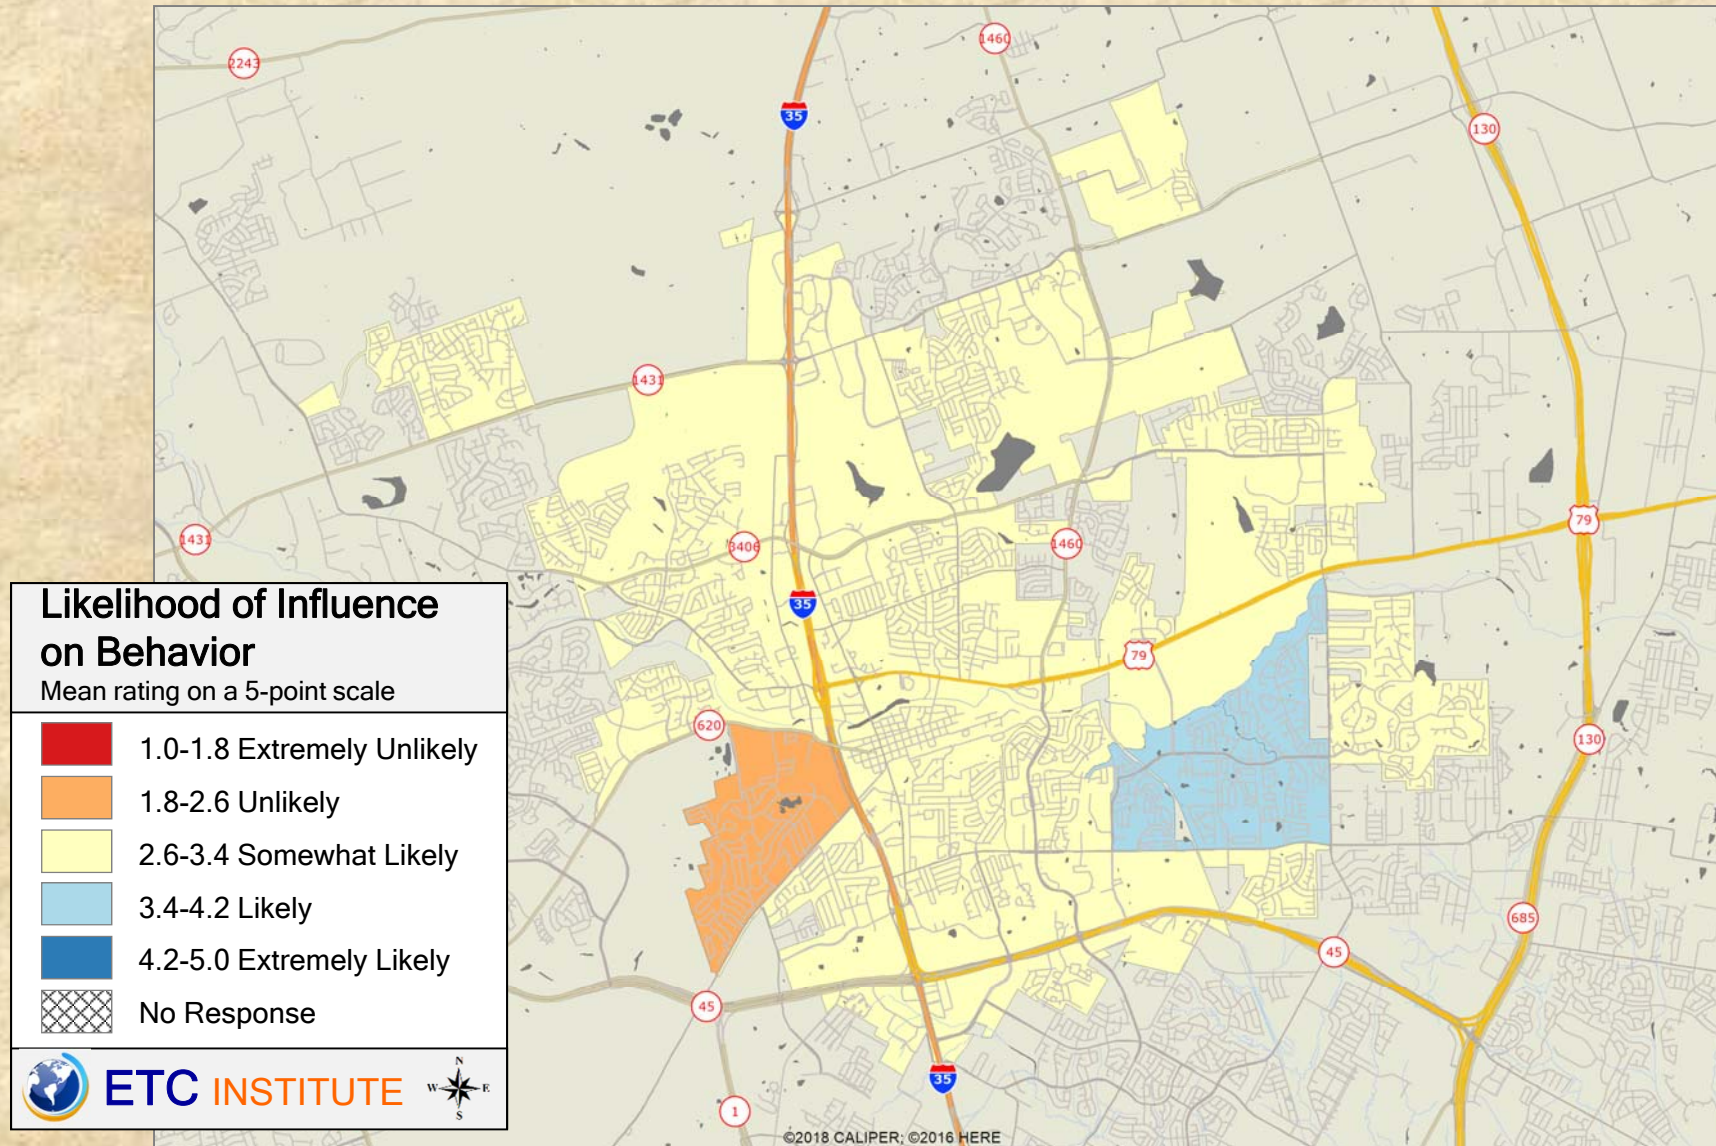 2243
1460
35
130
1431
1431
3406
1460
79
35
79
620
130
685
45
45
35
1
Likelihood of Influence
on Behavior
Mean rating on a 5-point scale
1.0-1.8 Extremely Unlikely
1.8-2.6 Unlikely
2.6-3.4 Somewhat Likely
3.4-4.2 Likely
4.2-5.0 Extremely Likely
No Response
ETC INSTITUTE
N
W E
S
©2018 CALIPER; ©2016 HERE